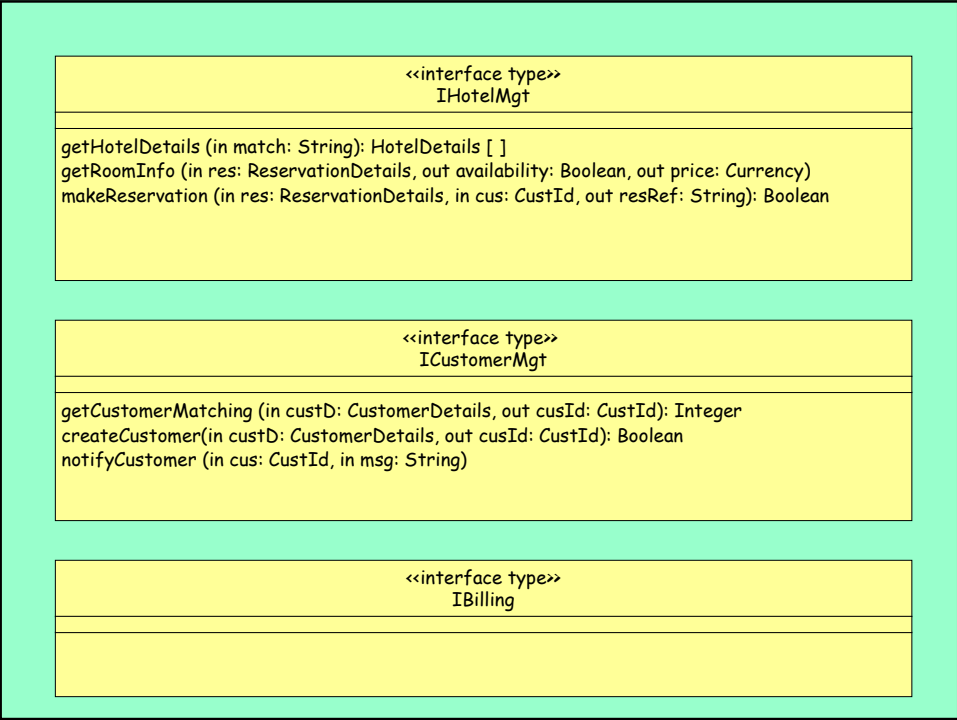 <<interface type>>
IHotelMgt
getHotelDetails (in match: String): HotelDetails [ ]
getRoomInfo (in res: ReservationDetails, out availability: Boolean, out price: Currency)
makeReservation (in res: ReservationDetails, in cus: CustId, out resRef: String): Boolean
<<interface type>>
ICustomerMgt
getCustomerMatching (in custD: CustomerDetails, out cusId: CustId): Integer
createCustomer(in custD: CustomerDetails, out cusId: CustId): Boolean
notifyCustomer (in cus: CustId, in msg: String)
<<interface type>>
IBilling